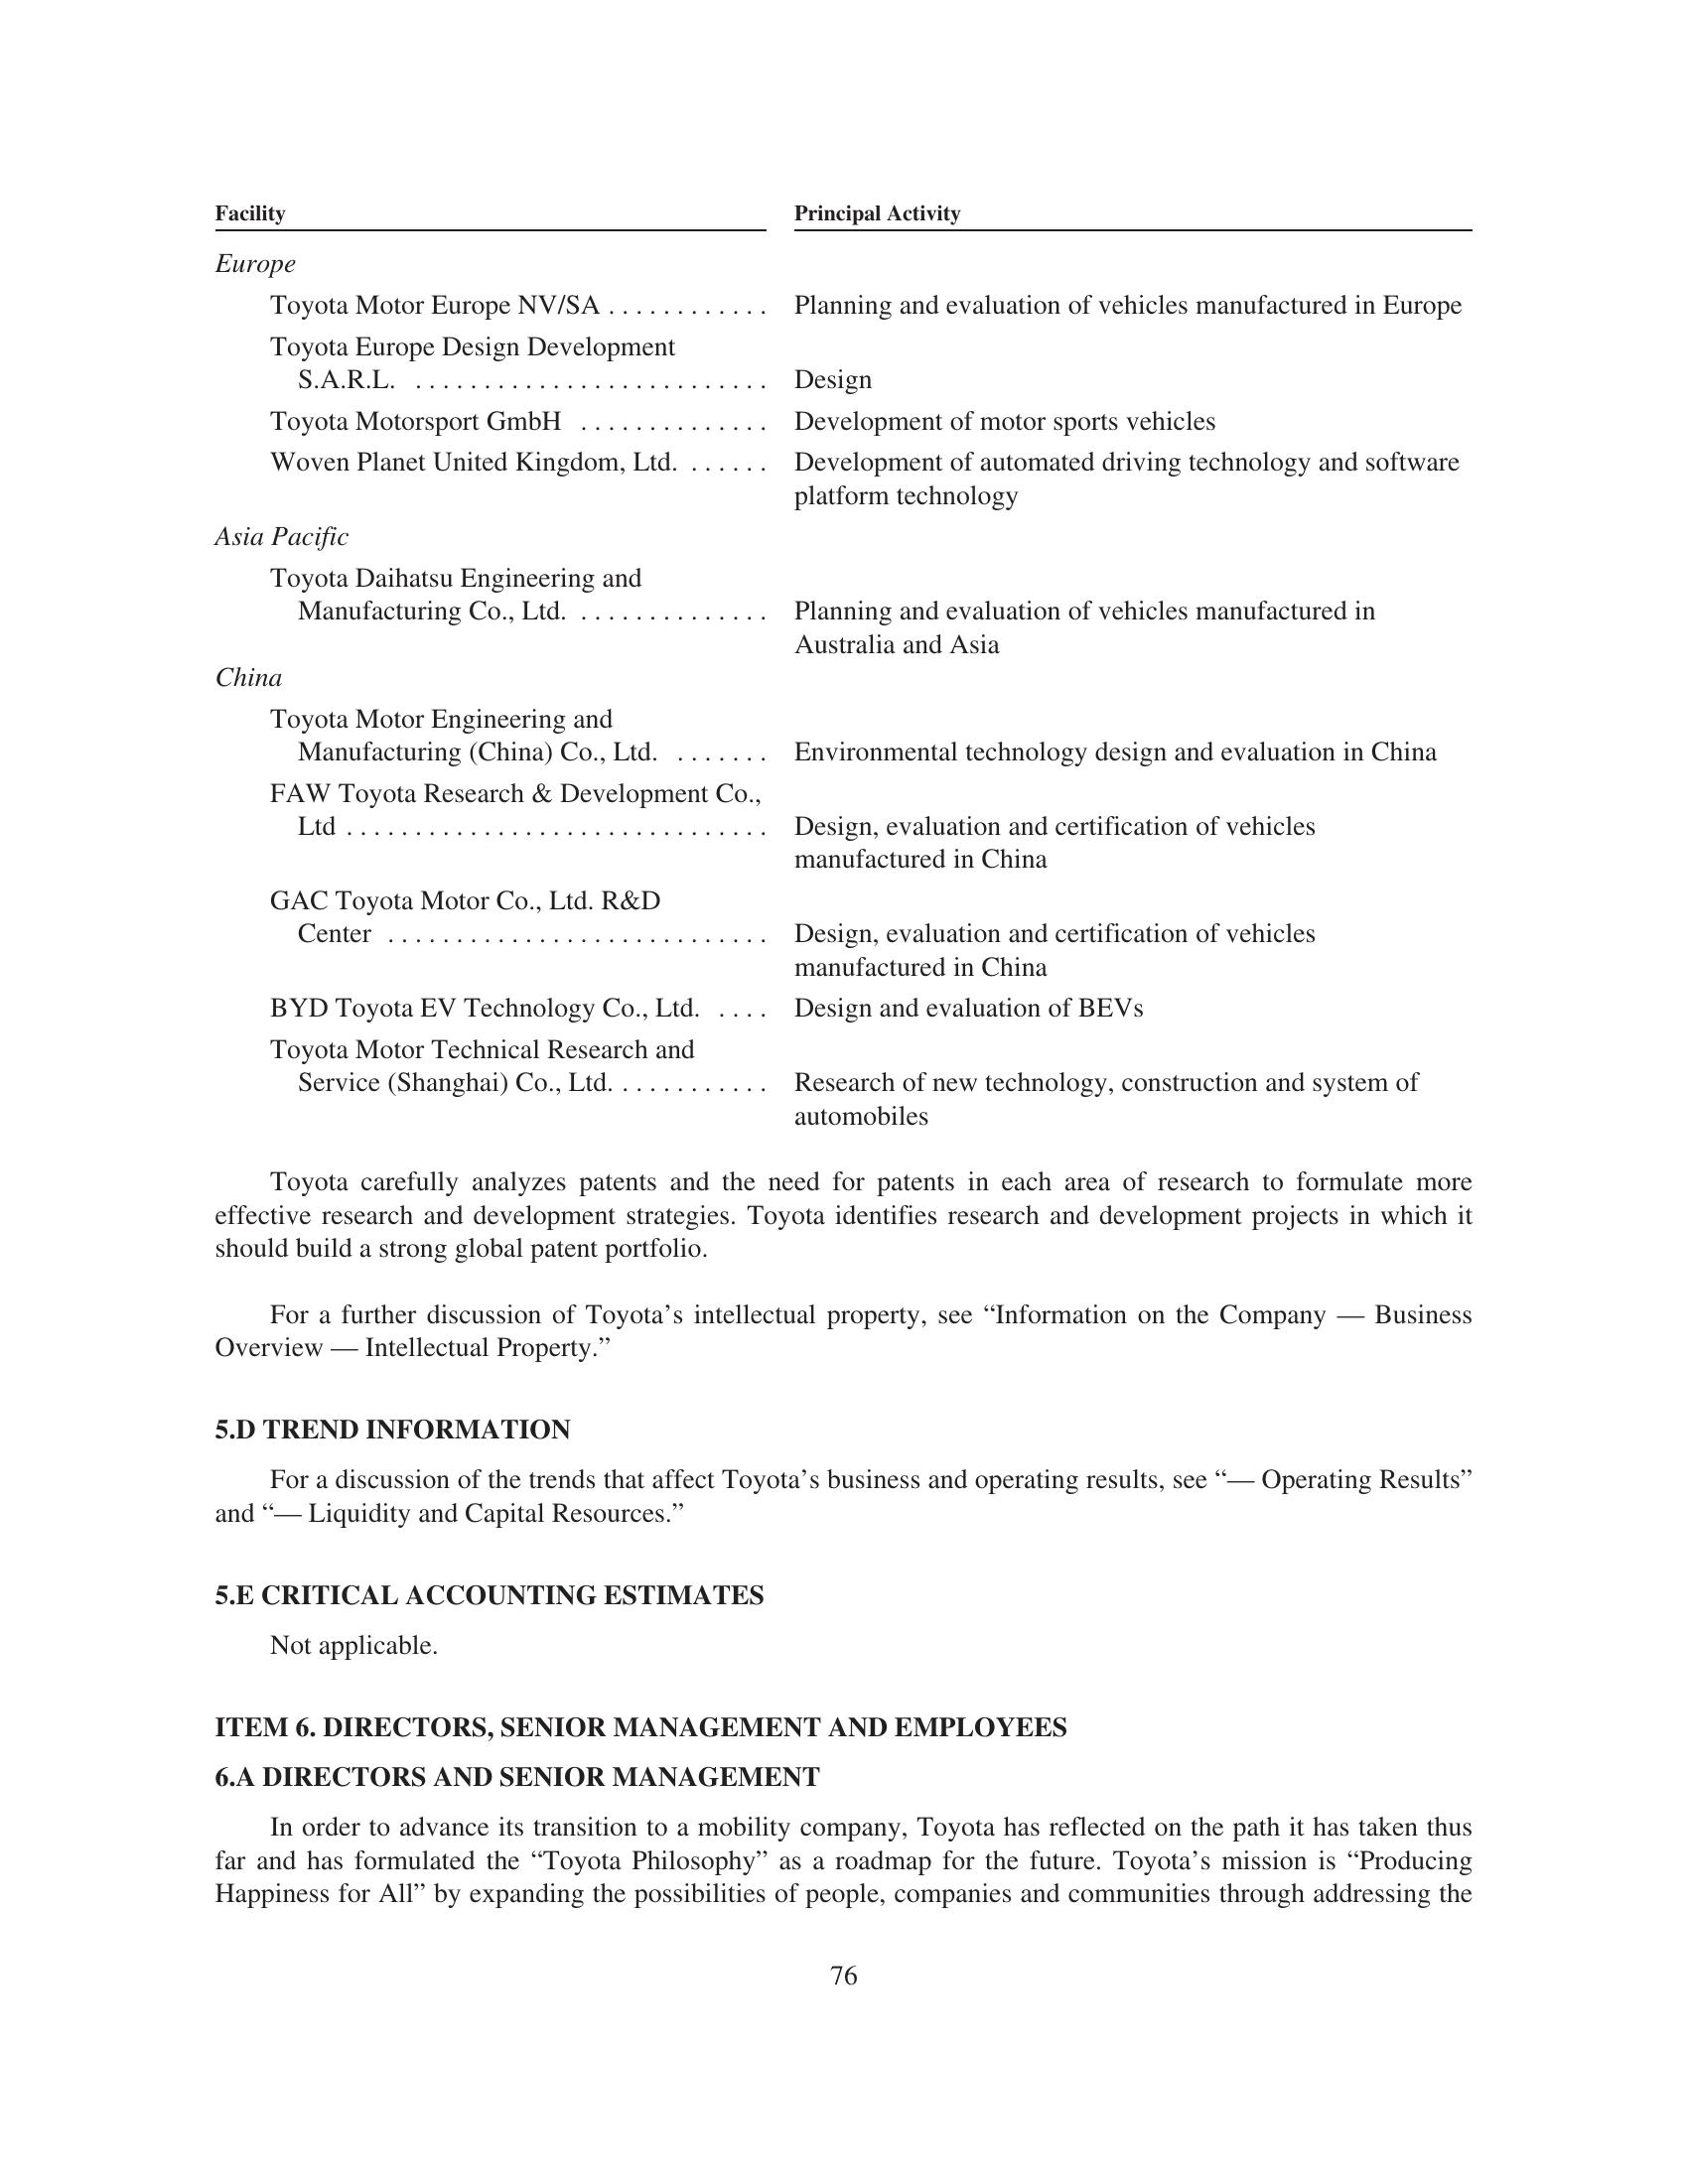 Facility Principal Activity
Europe
Toyota Motor Europe NV/SA . . . . . . . . . . . . Planning and evaluation of vehicles manufactured in Europe
Toyota Europe Design Development
S.A.R.L. . . . . . . . . . . . . . . . . . . . . . . . . . . Design
Toyota Motorsport GmbH . . . . . . . . . . . . . . Development of motor sports vehicles
Woven Planet United Kingdom, Ltd. . . . . . . Development of automated driving technology and software
platform technology
Asia Pacific
Toyota Daihatsu Engineering and
Manufacturing Co., Ltd. . . . . . . . . . . . . . . Planning and evaluation of vehicles manufactured in
Australia and Asia
China
Toyota Motor Engineering and
Manufacturing (China) Co., Ltd. . . . . . . . Environmental technology design and evaluation in China
FAW Toyota Research & Development Co.,
Ltd . . . . . . . . . . . . . . . . . . . . . . . . . . . . . . . Design, evaluation and certification of vehicles
manufactured in China
GAC Toyota Motor Co., Ltd. R&D
Center . . . . . . . . . . . . . . . . . . . . . . . . . . . . Design, evaluation and certification of vehicles
manufactured in China
BYD Toyota EV Technology Co., Ltd. . . . . Design and evaluation of BEVs
Toyota Motor Technical Research and
Service (Shanghai) Co., Ltd. . . . . . . . . . . . Research of new technology, construction and system of
automobiles
Toyota carefully analyzes patents and the need for patents in each area of research to formulate more
effective research and development strategies. Toyota identifies research and development projects in which it
should build a strong global patent portfolio.
For a further discussion of Toyota’s intellectual property, see “Information on the Company — Business
Overview — Intellectual Property.”
5.D TREND INFORMATION
For a discussion of the trends that affect Toyota’s business and operating results, see “— Operating Results”
and “— Liquidity and Capital Resources.”
5.E CRITICAL ACCOUNTING ESTIMATES
Not applicable.
ITEM 6. DIRECTORS, SENIOR MANAGEMENT AND EMPLOYEES
6.A DIRECTORS AND SENIOR MANAGEMENT
In order to advance its transition to a mobility company, Toyota has reflected on the path it has taken thus
far and has formulated the “Toyota Philosophy” as a roadmap for the future. Toyota’s mission is “Producing
Happiness for All” by expanding the possibilities of people, companies and communities through addressing the
76